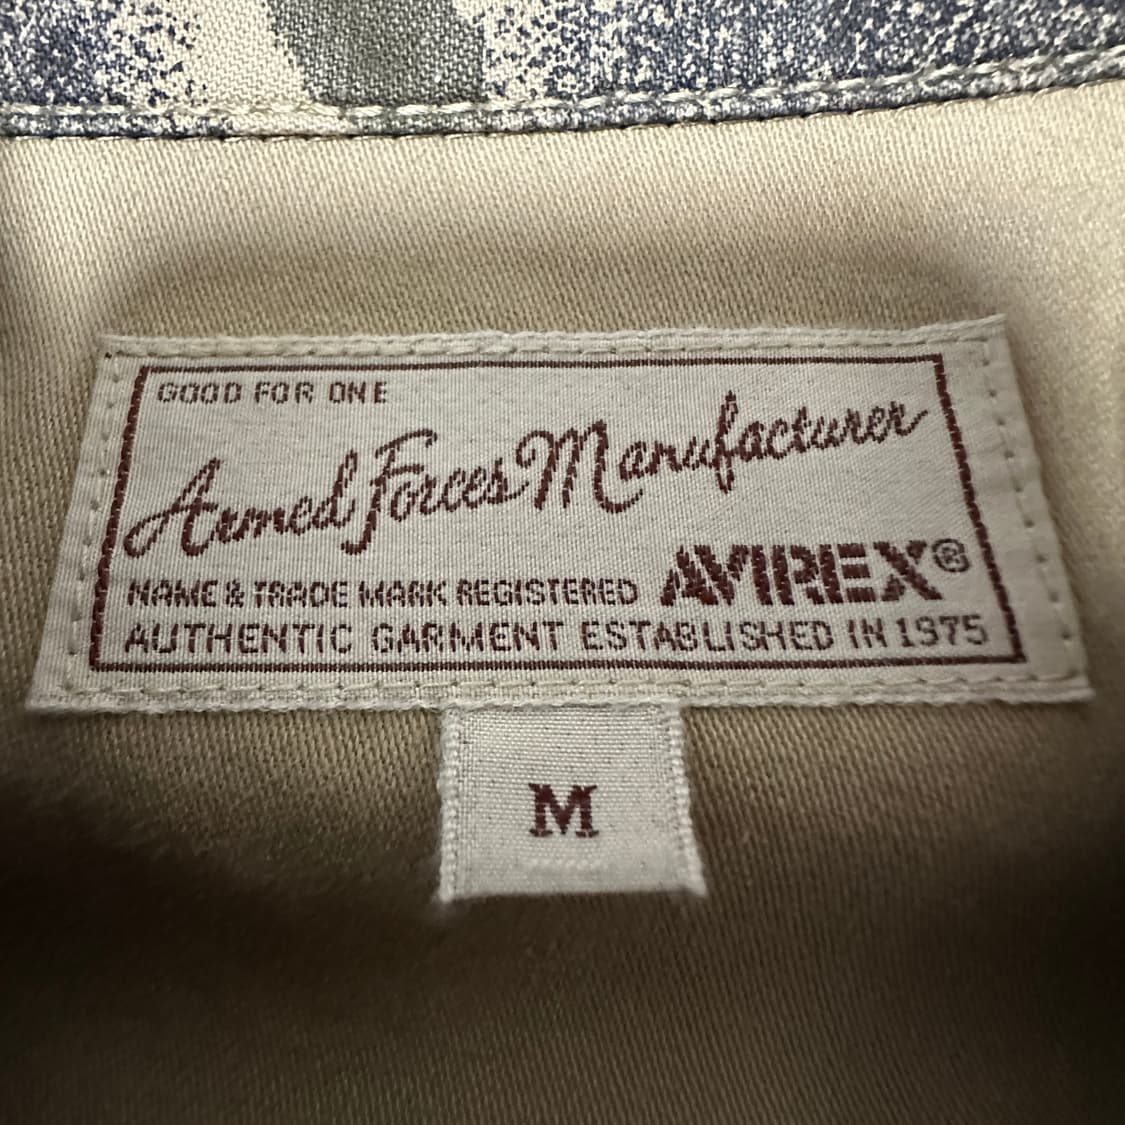 GOOD FOR ONE
Armed Forces Manufacturer
NAME & TRADE MARK REGISTERED AVIREX®
AUTHENTIC GARMENT ESTABLISHED IN 1975
M